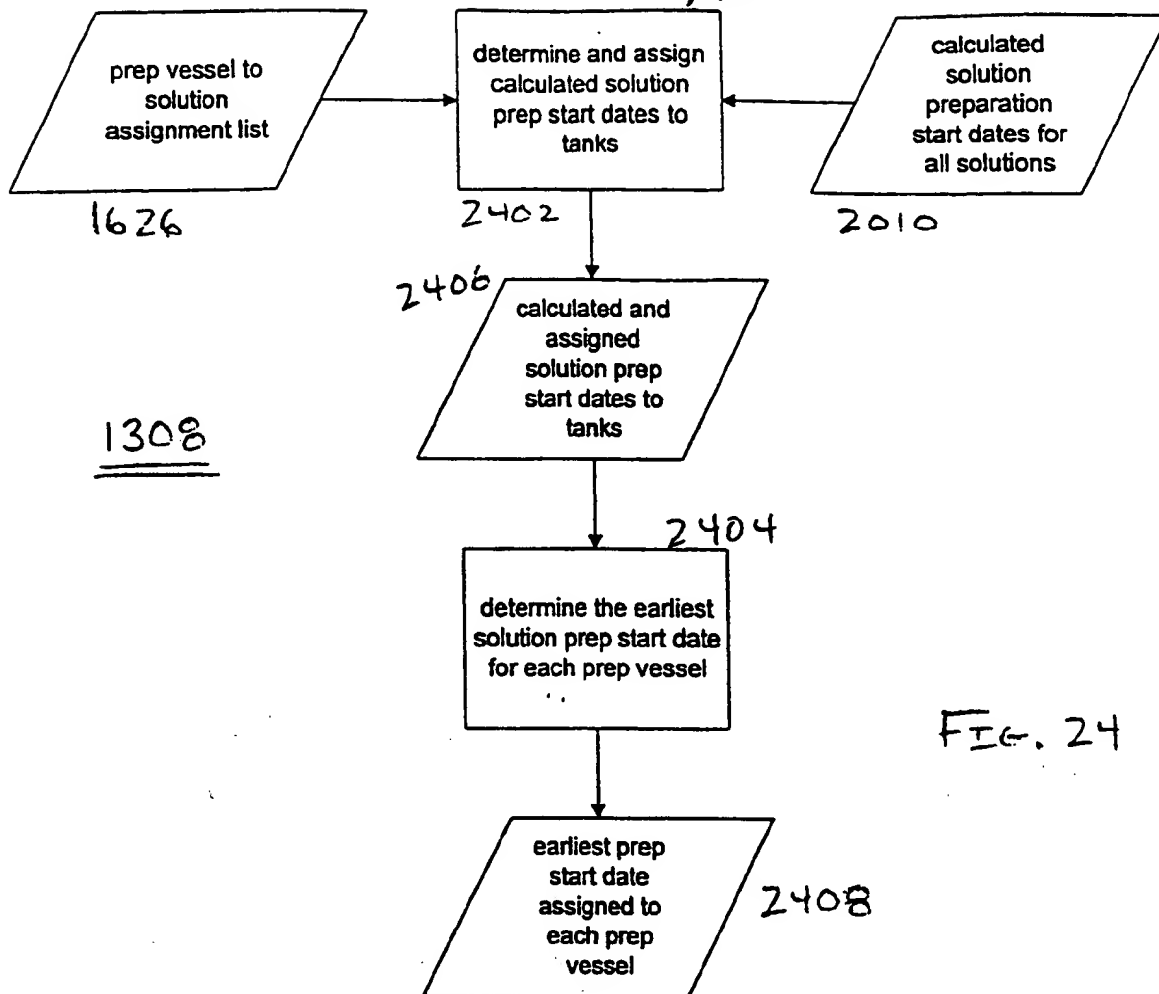 prep vessel to
solution
assignment list
1626
determine and assign
calculated solution
prep start dates to
tanks
2402
calculated
solution
preparation
start dates for
all solutions
2010
2406
calculated and
assigned
solution prep
start dates to
tanks
1308
2404
determine the earliest
solution prep start date
for each prep vessel
FIG. 24
earliest prep
start date
assigned to
each prep
vessel
2408